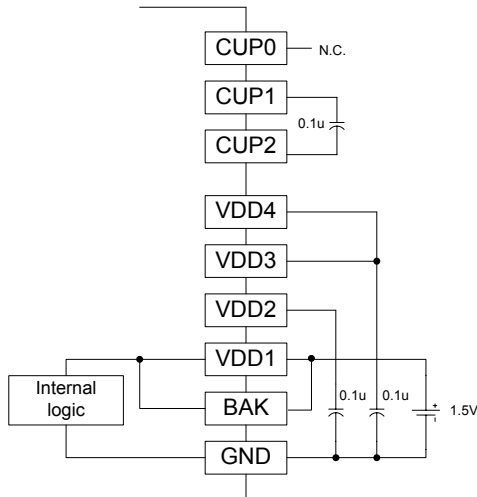 CUP0
N.C.
CUP1
0.1u
CUP2
VDD4
VDD3
VDD2
VDD1
Internal
logic
BAK
0.1u
0.1u
+
-
1.5V
GND